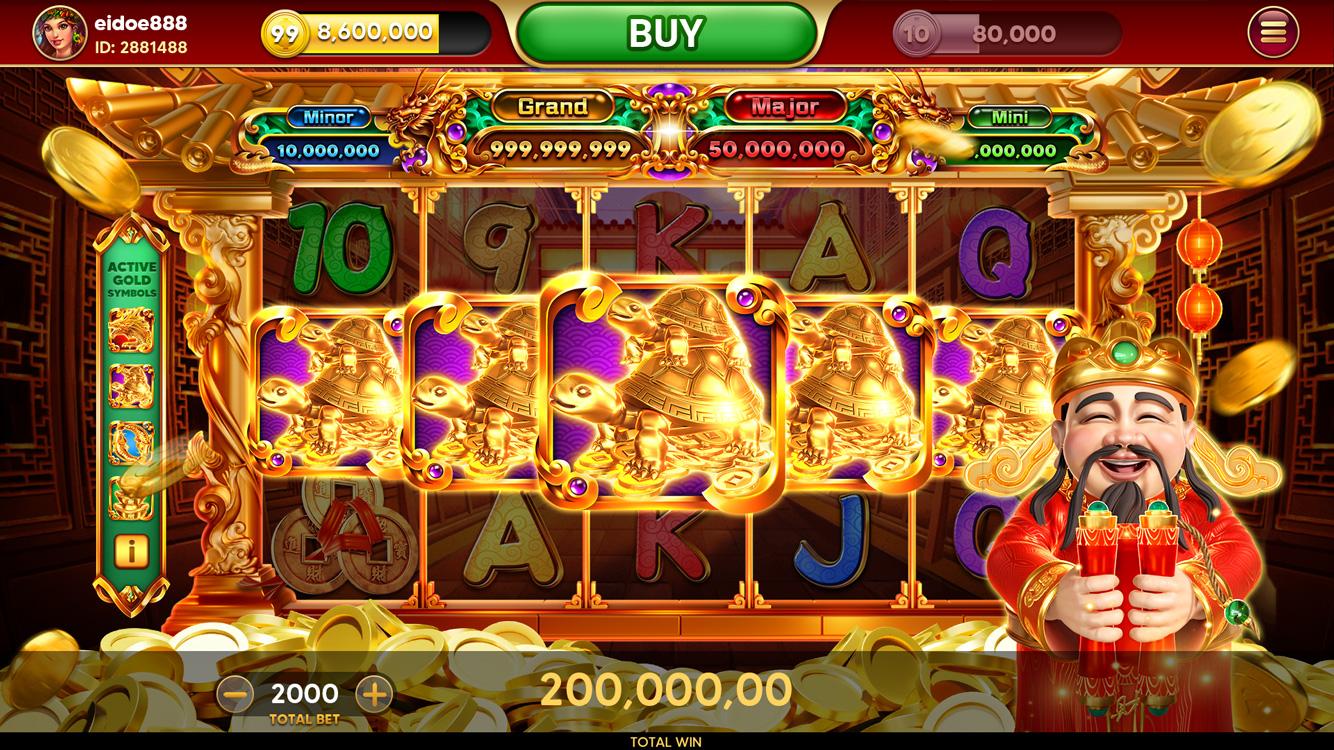 eidoe888
ID: 2881488
99 8,600,000
BUY
10 80,000
Minor
10,000,000
Grand
999,999,999
Major
50,000,000
Mini
,000,000
ACTIVE
GOLD
SYMBOLS
i
10 9 K A Q
A K J
2000
TOTAL BET
200,000,00
TOTAL WIN